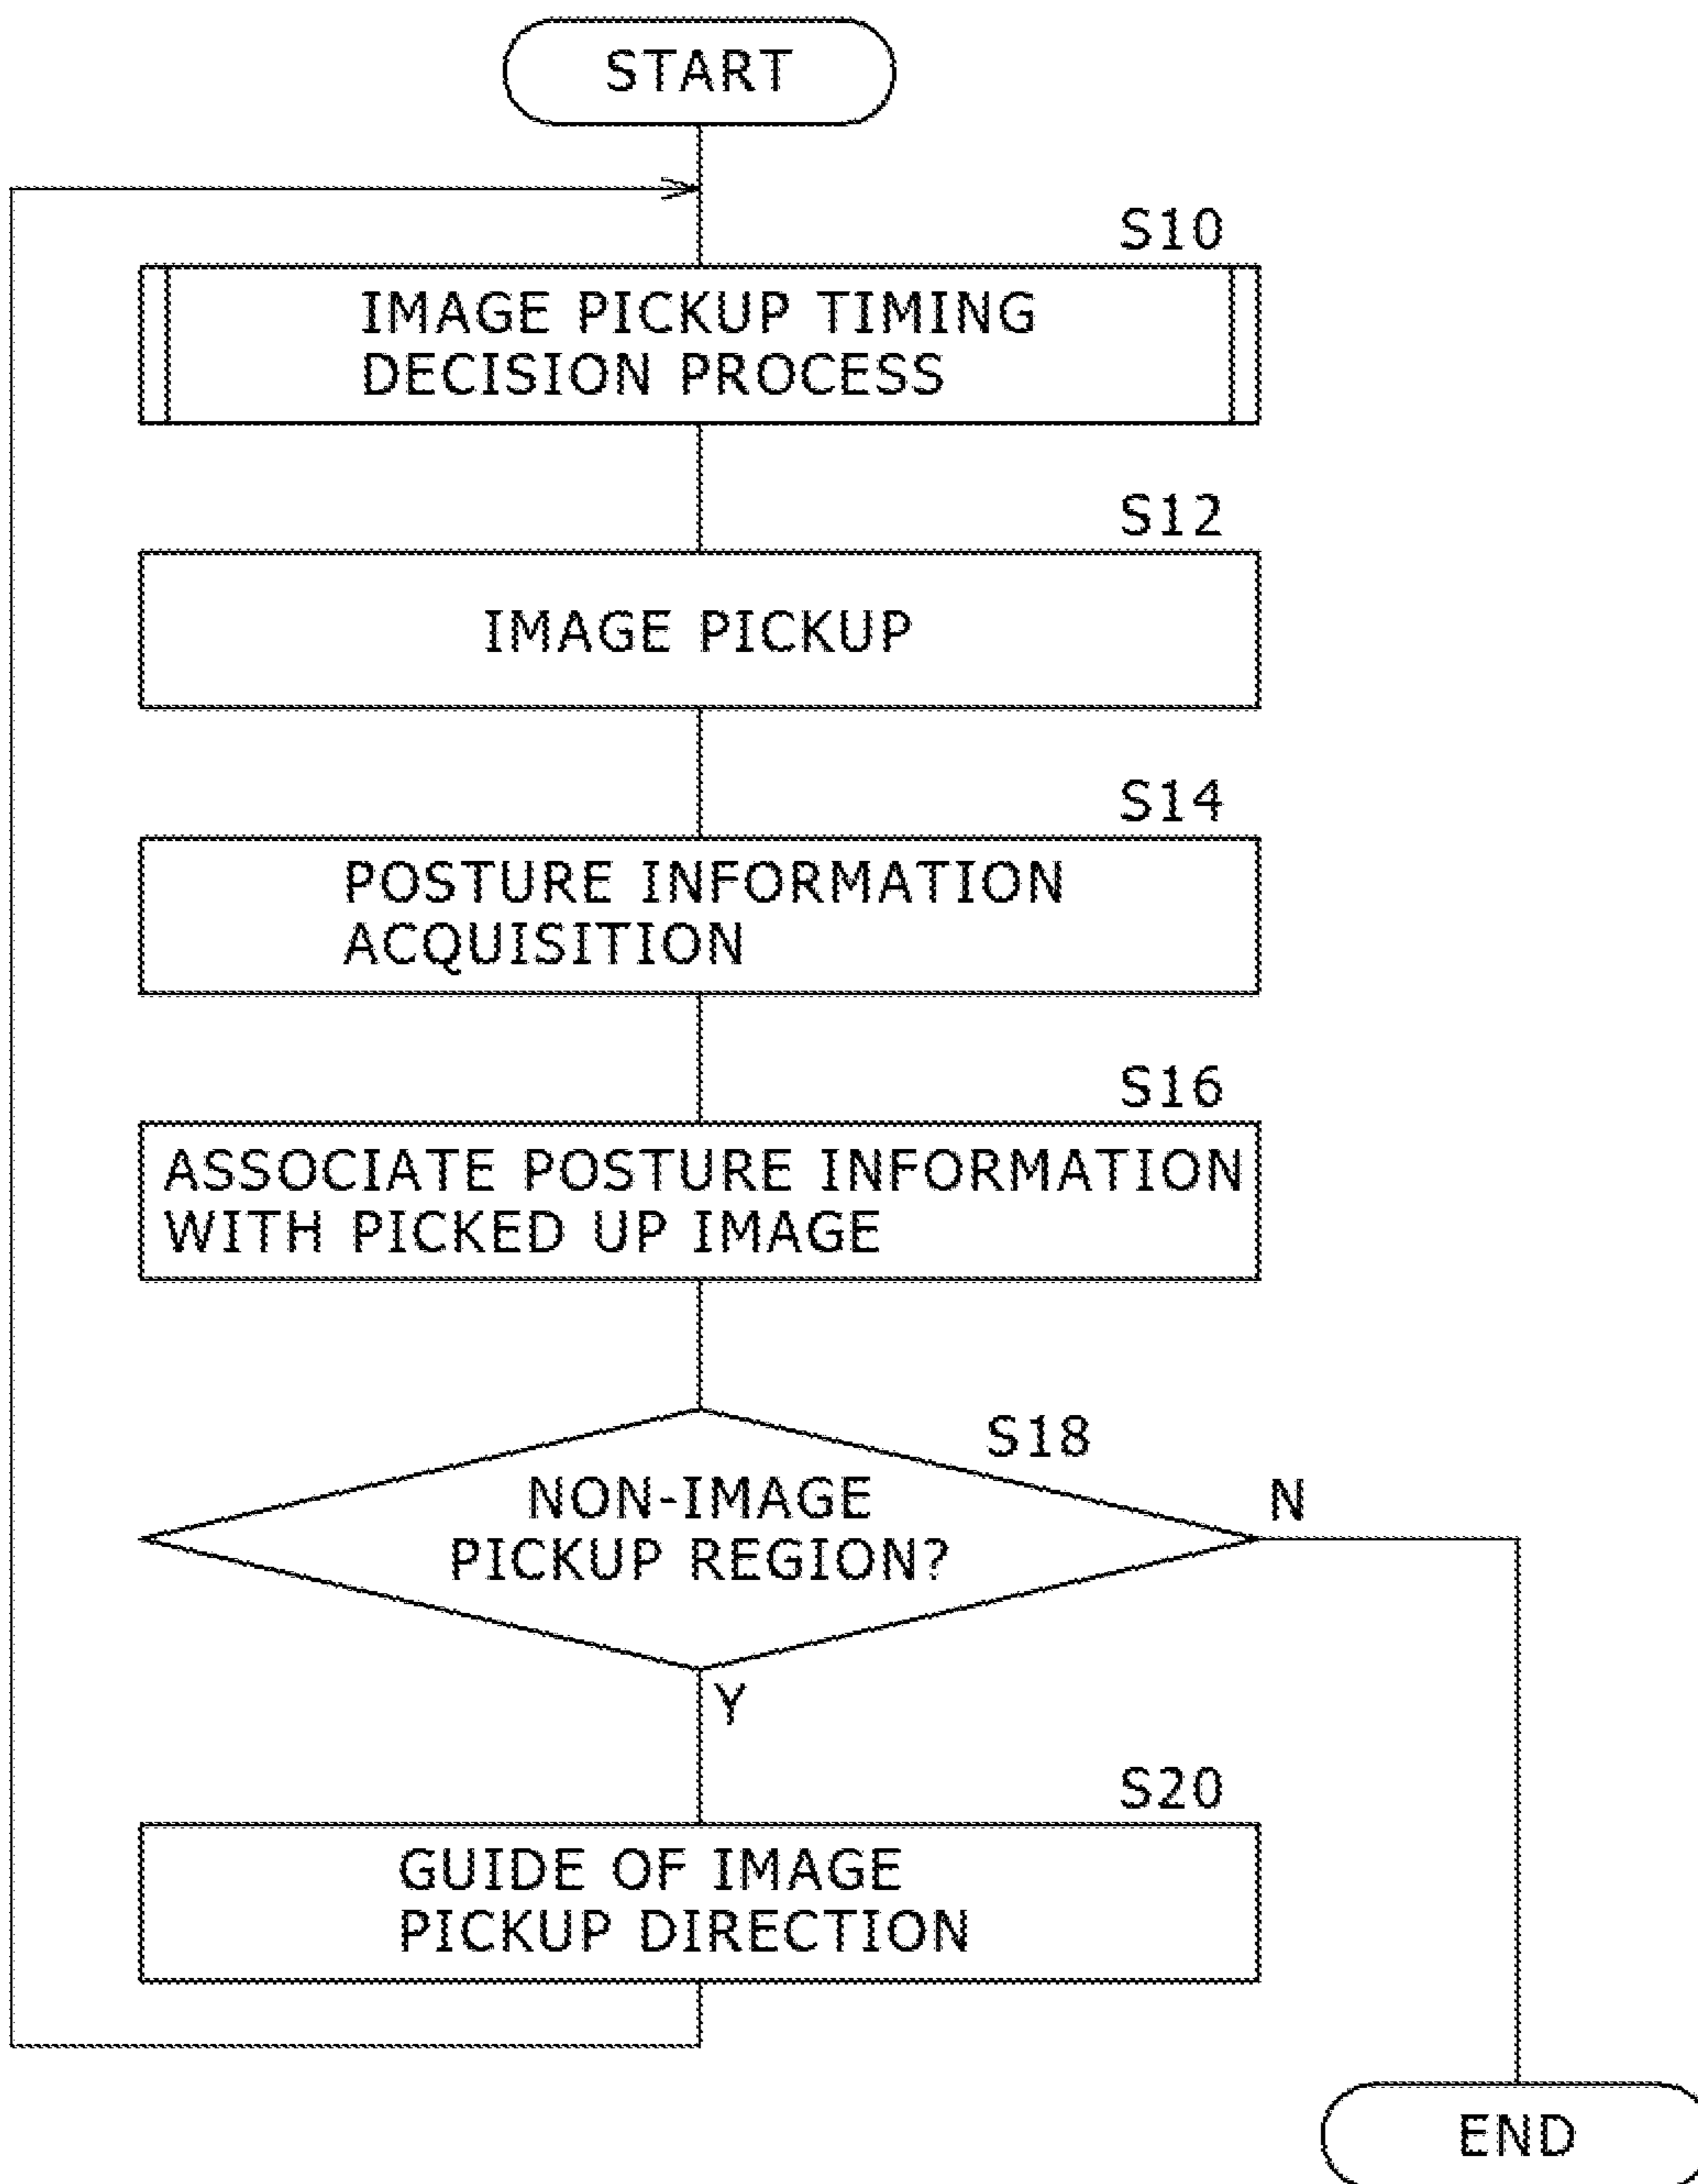 START
S10
IMAGE PICKUP TIMING
DECISION PROCESS
S12
IMAGE PICKUP
S14
POSTURE INFORMATION
ACQUISITION
S16
ASSOCIATE POSTURE INFORMATION
WITH PICKED UP IMAGE
S18
NON-IMAGE
PICKUP REGION?
N
Y
S20
GUIDE OF IMAGE
PICKUP DIRECTION
END